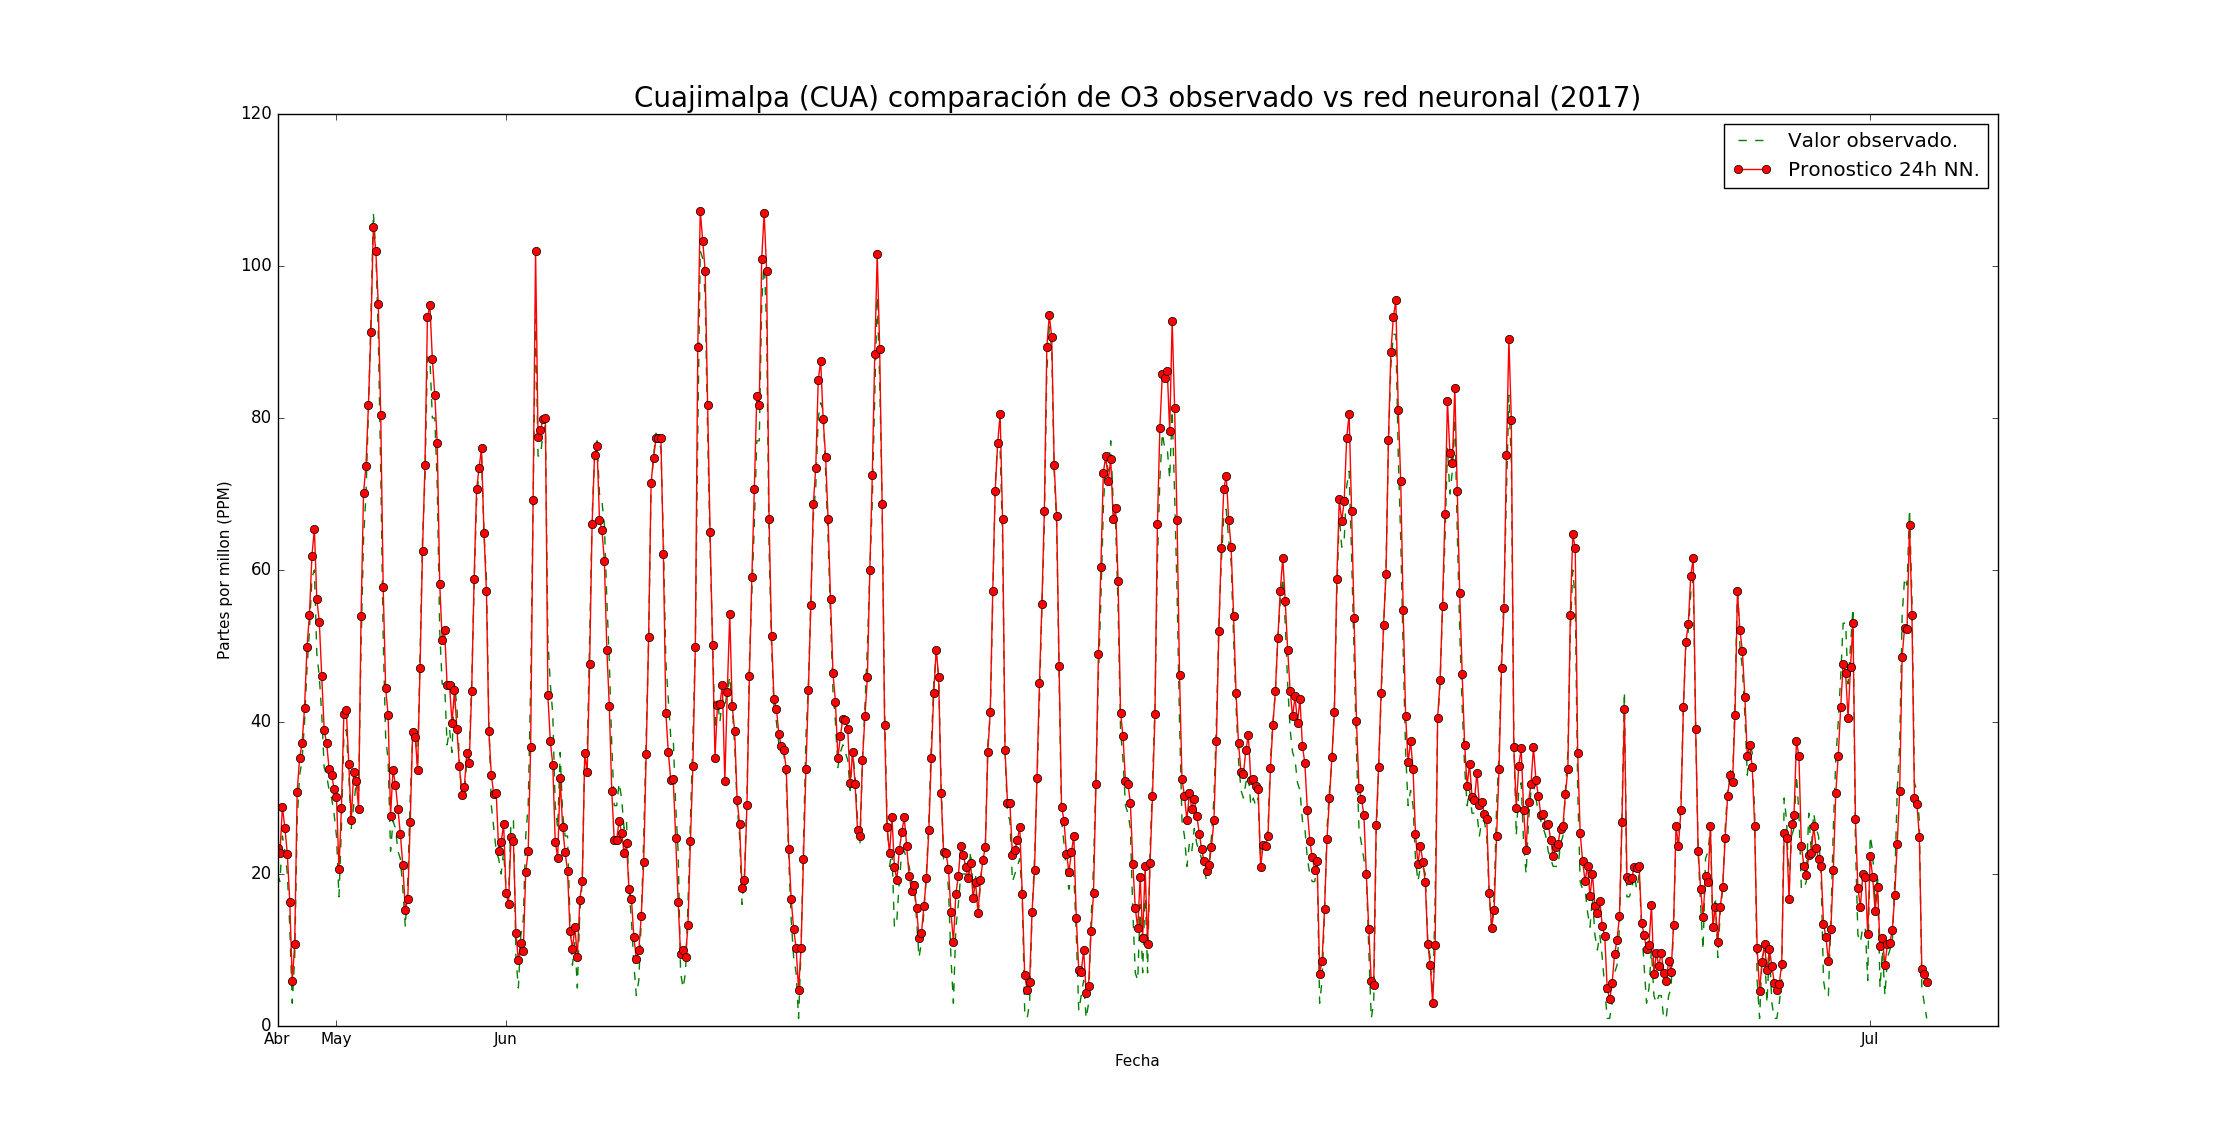 Cuajimalpa (CUA) comparación de O3 observado vs red neuronal (2017)
Valor observado.
Pronostico 24h NN.
Partes por millon (PPM)
120
100
80
60
40
20
0
Abr May Jun Jul
Fecha